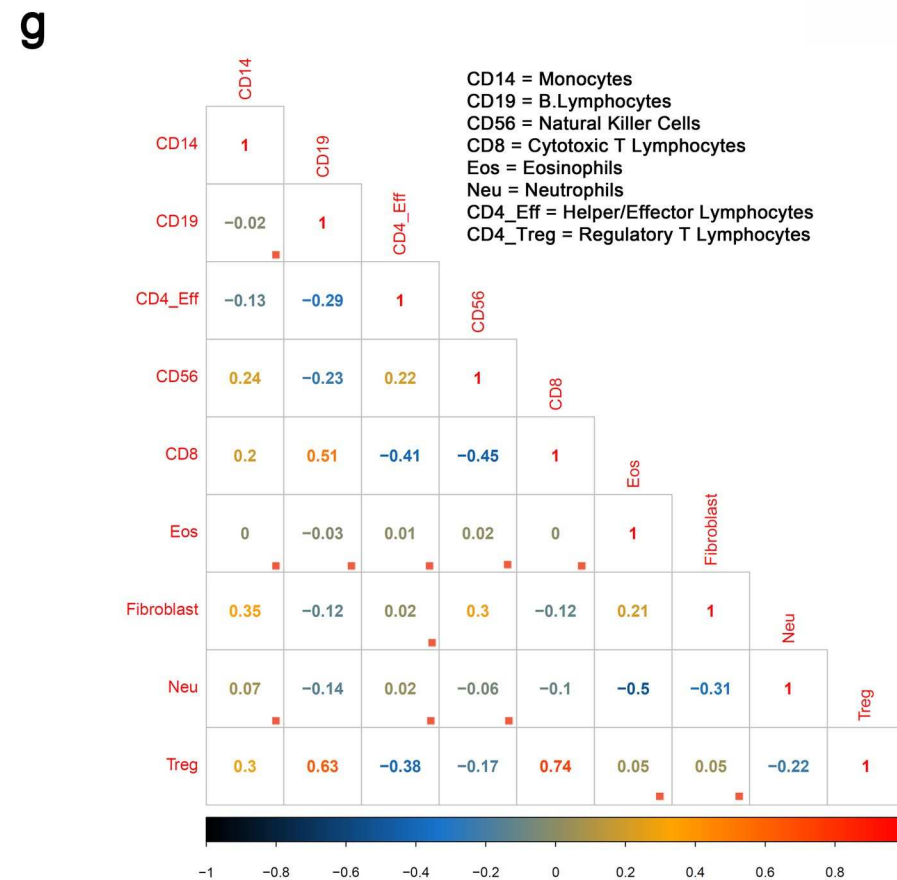 g
CD14 = Monocytes
CD19 = B.Lymphocytes
CD56 = Natural Killer Cells
CD8 = Cytotoxic T Lymphocytes
Eos = Eosinophils
Neu = Neutrophils
CD4_Eff = Helper/Effector Lymphocytes
CD4_Treg = Regulatory T Lymphocytes
CD14
CD14 1 CD19
CD19 −0.02 1 CD4_Eff
CD4_Eff −0.13 −0.29 1 CD56
CD56 0.24 −0.23 0.22 1 CD8
CD8 0.2 0.51 −0.41 −0.45 1 Eos
Eos 0 −0.03 0.01 0.02 0 1 Fibroblast
Fibroblast 0.35 −0.12 0.02 0.3 −0.12 0.21 1 Neu
Neu 0.07 −0.14 0.02 −0.06 −0.1 −0.5 −0.31 1 Treg
Treg 0.3 0.63 −0.38 −0.17 0.74 0.05 0.05 −0.22 1
−1 −0.8 −0.6 −0.4 −0.2 0 0.2 0.4 0.6 0.8